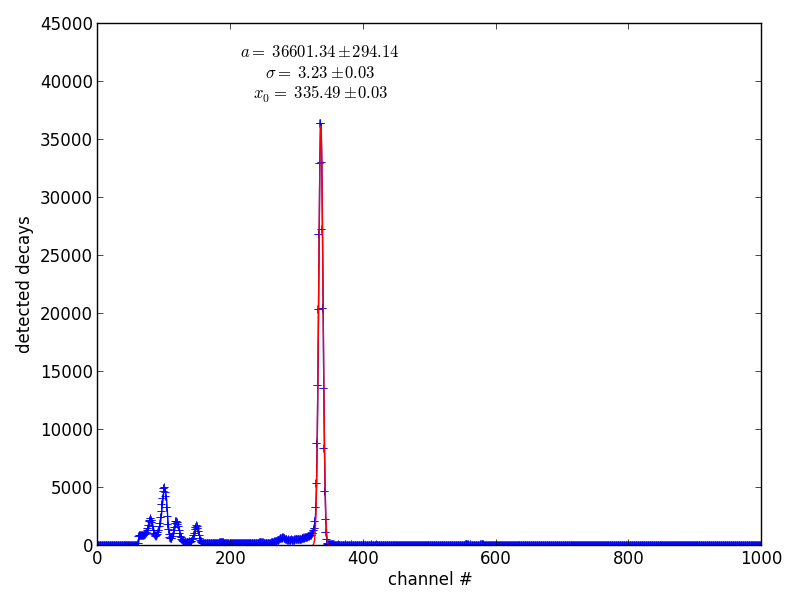 45000
40000
35000
30000
25000
20000
15000
10000
5000
0
detected decays
a = 36601.34 ±294.14
σ = 3.23 ±0.03
x₀ = 335.49 ±0.03
0 200 400 600 800 1000
channel #